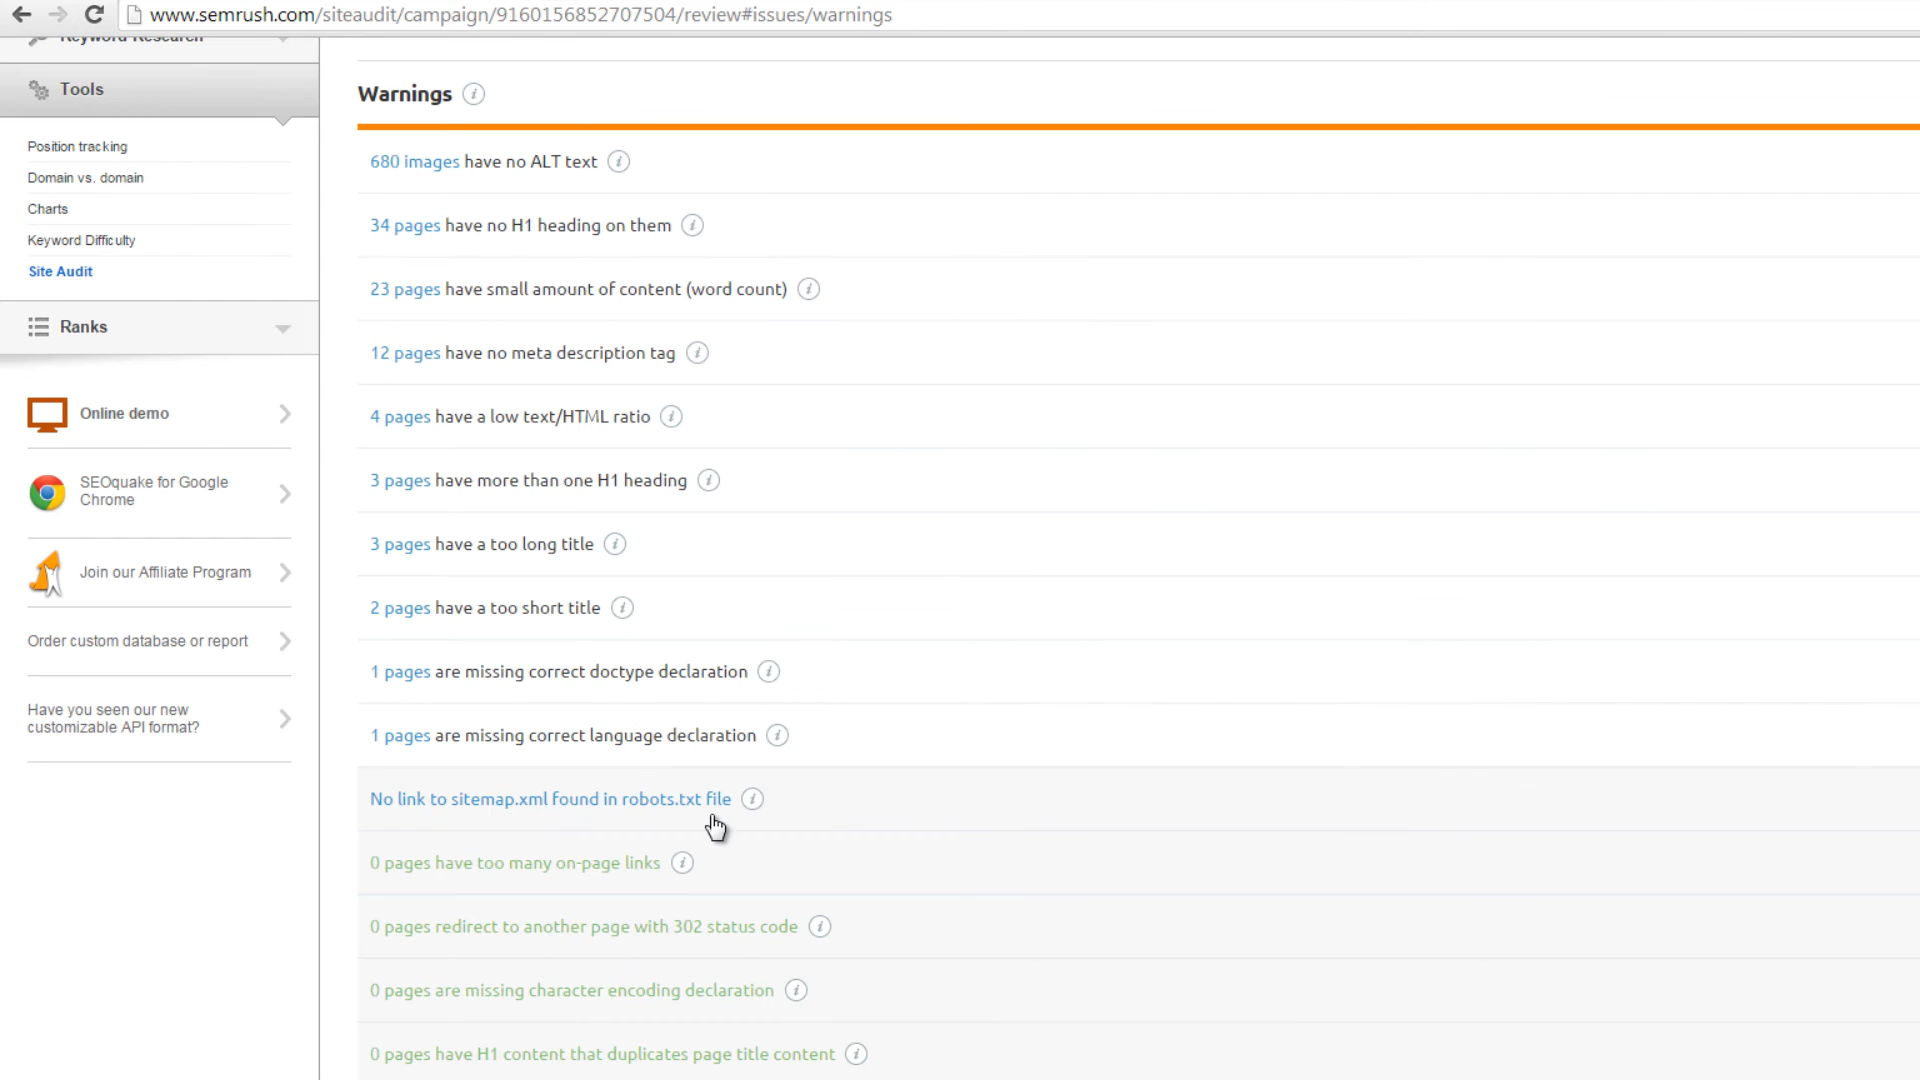 www.semrush.com/siteaudit/campaign/9160156852707504/review#issues/warnings
Keyword Research
Tools
Position tracking
Domain vs. domain
Charts
Keyword Difficulty
Site Audit
Ranks
Online demo
SEOquake for Google
Chrome
Join our Affiliate Program
Order custom database or report
Have you seen our new
customizable API format?
Warnings i
680 images have no ALT text i
34 pages have no H1 heading on them i
23 pages have small amount of content (word count) i
12 pages have no meta description tag i
4 pages have a low text/HTML ratio i
3 pages have more than one H1 heading i
3 pages have a too long title i
2 pages have a too short title i
1 pages are missing correct doctype declaration i
1 pages are missing correct language declaration i
No link to sitemap.xml found in robots.txt file i
0 pages have too many on-page links i
0 pages redirect to another page with 302 status code i
0 pages are missing character encoding declaration i
0 pages have H1 content that duplicates page title content i